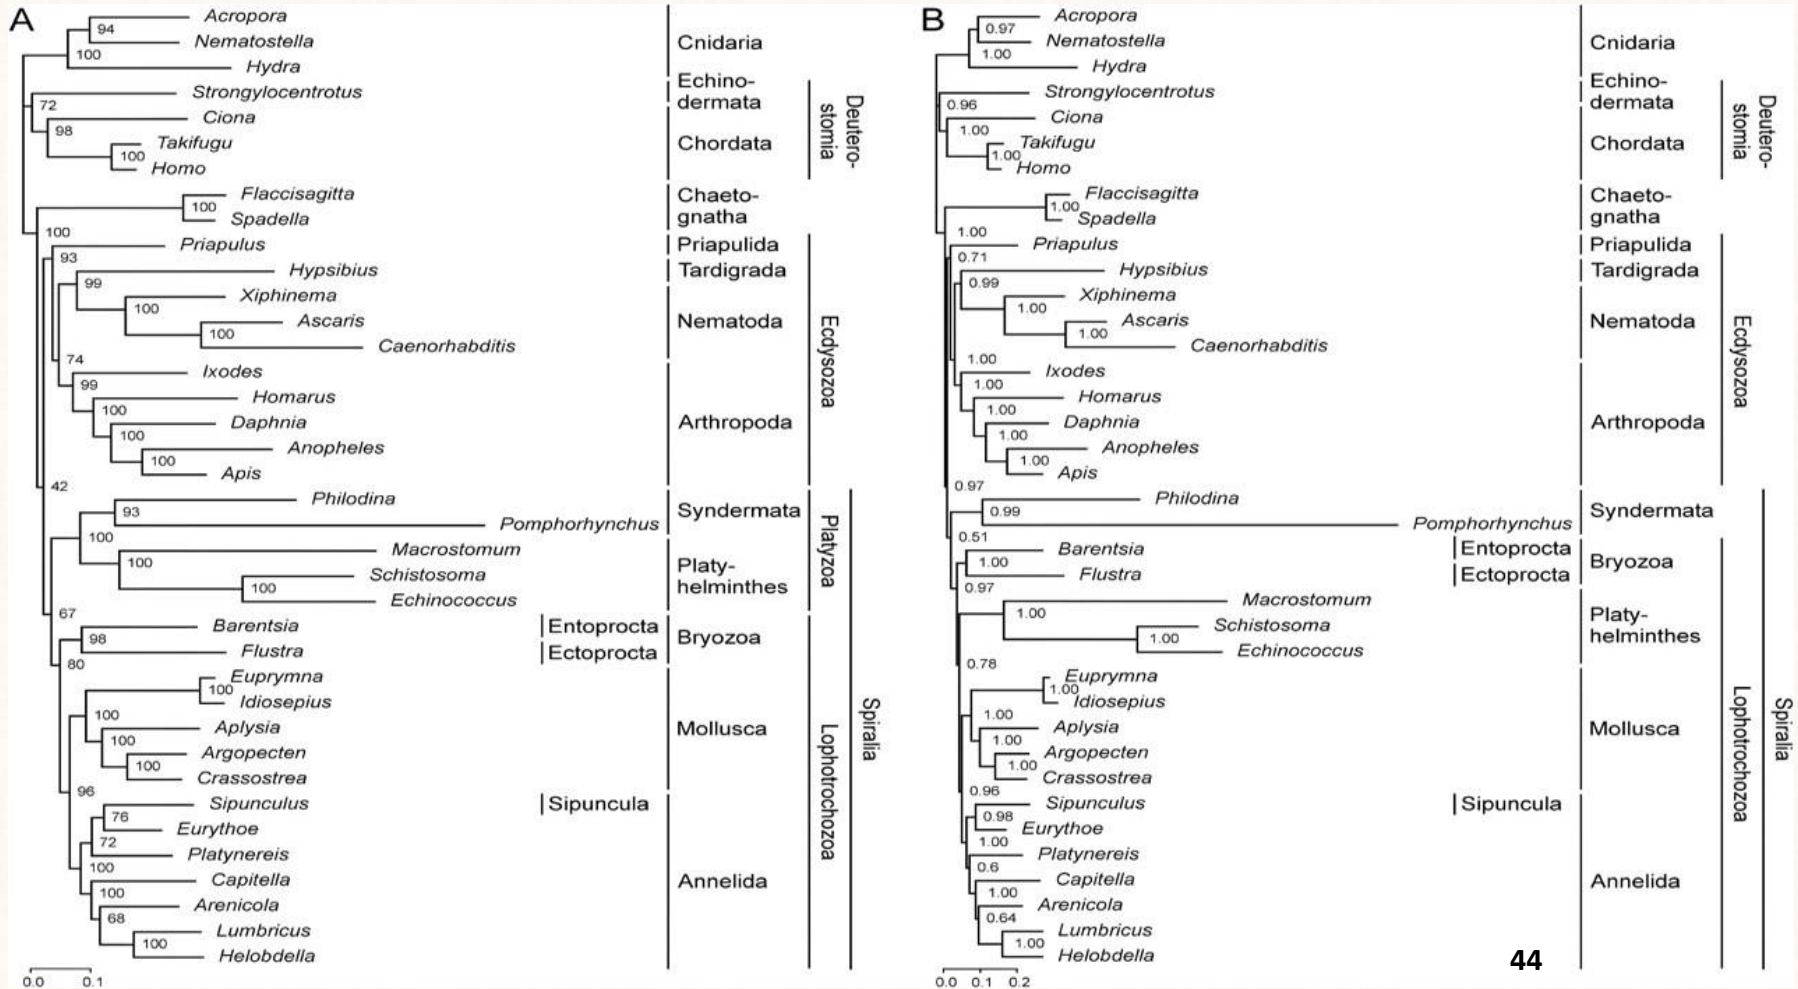 A
Acropora
94
Nematostella
100
Hydra
Cnidaria
Strongylocentrotus
72
Echino-
dermata
Ciona
98
Takifugu
100
Homo
Chordata
Deutero-
stomia
Flaccisagitta
100
Spadella
Chaeto-
gnatha
100
Priapulus
Priapulida
93
Hypsibius
Tardigrada
99
Xiphinema
100
Ascaris
100
Caenorhabditis
Nematoda
74
Ixodes
99
Homarus
100
Daphnia
100
Anopheles
100
Apis
Arthropoda
Ecdysozoa
42
Philodina
93
Pomphorhynchus
Syndermata
100
Macrostomum
100
Schistosoma
100
Echinococcus
Platy-
helminthes
Platyzoa
67
Barentsia
Entoprocta
98
Flustra
Ectoprocta
Bryozoa
80
Euprymna
100
Idiosepius
100
Aplysia
100
Argopecten
100
Crassostrea
Mollusca
96
Sipunculus
Sipuncula
76
Eurythoe
72
Platynereis
100
Capitella
100
Arenicola
68
Lumbricus
100
Helobdella
Annelida
Lophotrochozoa
Spiralia
0.0 0.1
B
Acropora
0.97
Nematostella
1.00
Hydra
Cnidaria
Strongylocentrotus
0.96
Echino-
dermata
Ciona
1.00
Takifugu
1.00
Homo
Chordata
Deutero-
stomia
Flaccisagitta
1.00
Spadella
Chaeto-
gnatha
1.00
Priapulus
Priapulida
0.71
Hypsibius
Tardigrada
0.99
Xiphinema
1.00
Ascaris
1.00
Caenorhabditis
Nematoda
1.00
Ixodes
1.00
Homarus
1.00
Daphnia
1.00
Anopheles
1.00
Apis
Arthropoda
Ecdysozoa
0.97
Philodina
0.99
Pomphorhynchus
Syndermata
0.51
Barentsia
Entoprocta
1.00
Flustra
Ectoprocta
Bryozoa
0.97
Macrostomum
1.00
Schistosoma
1.00
Echinococcus
Platy-
helminthes
0.78
Euprymna
1.00
Idiosepius
1.00
Aplysia
1.00
Argopecten
1.00
Crassostrea
Mollusca
0.96
Sipunculus
Sipuncula
0.98
Eurythoe
1.00
Platynereis
0.6
Capitella
1.00
Arenicola
0.64
Lumbricus
1.00
Helobdella
Annelida
Lophotrochozoa
Spiralia
0.0 0.1 0.2
44